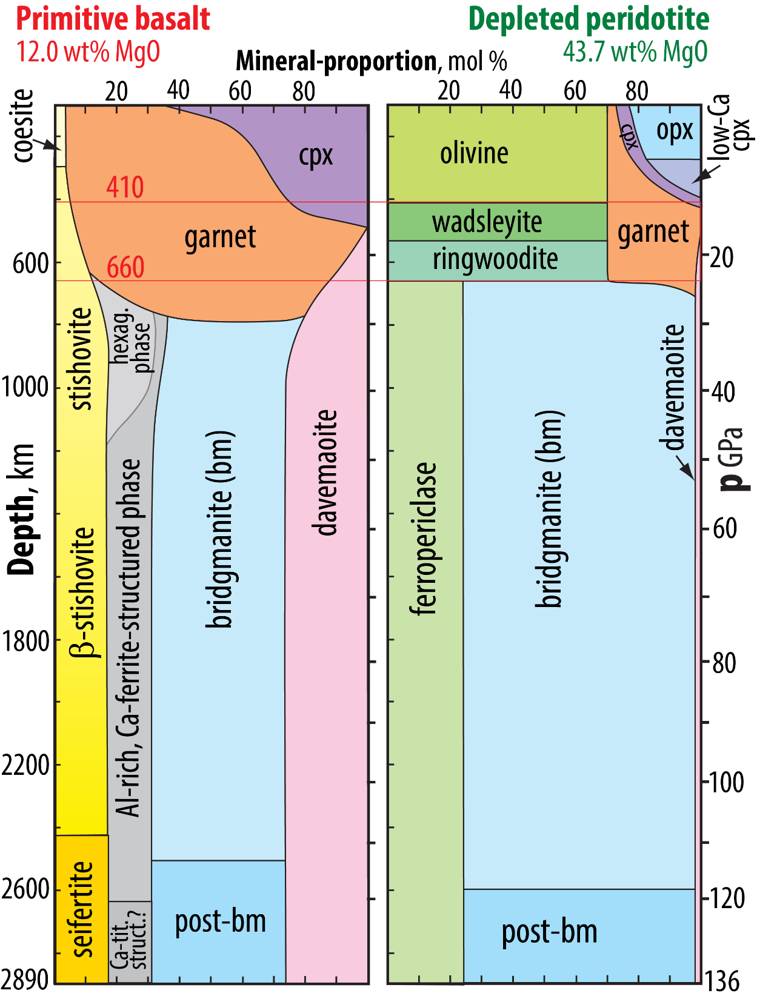 Primitive basalt
12.0 wt% MgO
Depleted peridotite
43.7 wt% MgO
Mineral-proportion, mol %
20 40 60 80
20 40 60 80
coesite
cpx
410
garnet
660
stishovite
hexag.
phase
β-stishovite
Al-rich, Ca-ferrite-structured phase
bridgmanite (bm)
davemaoite
seifertite
Ca-tit.
struct.?
post-bm
Depth, km
600
1000
1800
2200
2600
2890
olivine
cpx
opx
low-Ca
cpx
wadsleyite
garnet
ringwoodite
ferropericlase
bridgmanite (bm)
davemaoite
post-bm
p GPa
20
40
60
80
100
120
136